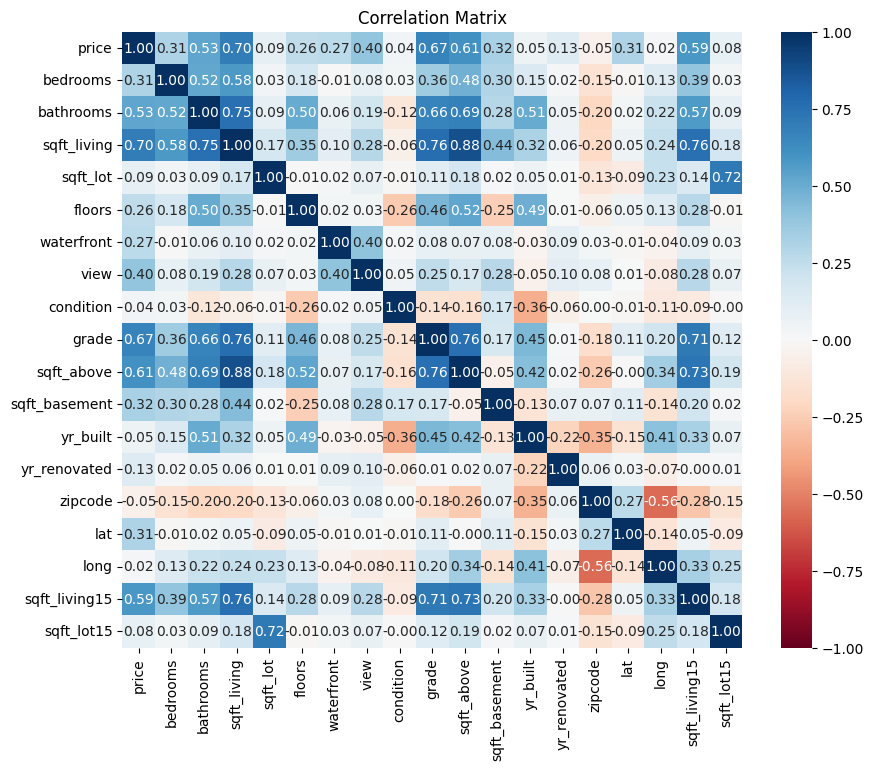 Correlation Matrix
price 1.00 0.31 0.53 0.70 0.09 0.26 0.27 0.40 0.04 0.67 0.61 0.32 0.05 0.13 -0.05 0.31 0.02 0.59 0.08
bedrooms 0.31 1.00 0.52 0.58 0.03 0.18 -0.01 0.08 0.03 0.36 0.48 0.30 0.15 0.02 -0.15 -0.01 0.13 0.39 0.03
bathrooms 0.53 0.52 1.00 0.75 0.09 0.50 0.06 0.19 -0.12 0.66 0.69 0.28 0.51 0.05 -0.20 0.02 0.22 0.57 0.09
sqft_living 0.70 0.58 0.75 1.00 0.17 0.35 0.10 0.28 -0.06 0.76 0.88 0.44 0.32 0.06 -0.20 0.05 0.24 0.76 0.18
sqft_lot 0.09 0.03 0.09 0.17 1.00 -0.01 0.02 0.07 -0.01 0.11 0.18 0.02 0.05 0.01 -0.13 -0.09 0.23 0.14 0.72
floors 0.26 0.18 0.50 0.35 -0.01 1.00 0.02 0.03 -0.26 0.46 0.52 -0.25 0.49 0.01 -0.06 0.05 0.13 0.28 -0.01
waterfront 0.27 -0.01 0.06 0.10 0.02 0.02 1.00 0.40 0.02 0.08 0.07 0.08 -0.03 0.09 0.03 -0.01 -0.04 0.09 0.03
view 0.40 0.08 0.19 0.28 0.07 0.03 0.40 1.00 0.05 0.25 0.17 0.28 -0.05 0.10 0.08 0.01 -0.08 0.28 0.07
condition 0.04 0.03 -0.12 -0.06 -0.01 -0.26 0.02 0.05 1.00 -0.14 -0.16 0.17 -0.36 -0.06 0.00 -0.01 -0.11 -0.09 -0.00
grade 0.67 0.36 0.66 0.76 0.11 0.46 0.08 0.25 -0.14 1.00 0.76 0.17 0.45 0.01 -0.18 0.11 0.20 0.71 0.12
sqft_above 0.61 0.48 0.69 0.88 0.18 0.52 0.07 0.17 -0.16 0.76 1.00 -0.05 0.42 0.02 -0.26 -0.00 0.34 0.73 0.19
sqft_basement 0.32 0.30 0.28 0.44 0.02 -0.25 0.08 0.28 0.17 0.17 -0.05 1.00 -0.13 0.07 0.07 0.11 -0.14 0.20 0.02
yr_built 0.05 0.15 0.51 0.32 0.05 0.49 -0.03 -0.05 -0.36 0.45 0.42 -0.13 1.00 -0.22 -0.35 -0.15 0.41 0.33 0.07
yr_renovated 0.13 0.02 0.05 0.06 0.01 0.01 0.09 0.10 -0.06 0.01 0.02 0.07 -0.22 1.00 0.06 0.03 -0.07 -0.00 0.01
zipcode -0.05 -0.15 -0.20 -0.20 -0.13 -0.06 0.03 0.08 0.00 -0.18 -0.26 0.07 -0.35 0.06 1.00 0.27 -0.56 -0.28 -0.15
lat 0.31 -0.01 0.02 0.05 -0.09 0.05 -0.01 0.01 -0.01 0.11 -0.00 0.11 -0.15 0.03 0.27 1.00 -0.14 0.05 -0.09
long 0.02 0.13 0.22 0.24 0.23 0.13 -0.04 -0.08 -0.11 0.20 0.34 -0.14 0.41 -0.07 -0.56 -0.14 1.00 0.33 0.25
sqft_living15 0.59 0.39 0.57 0.76 0.14 0.28 0.09 0.28 -0.09 0.71 0.73 0.20 0.33 -0.00 -0.28 0.05 0.33 1.00 0.18
sqft_lot15 0.08 0.03 0.09 0.18 0.72 -0.01 0.03 0.07 -0.00 0.12 0.19 0.02 0.07 0.01 -0.15 -0.09 0.25 0.18 1.00
price bedrooms bathrooms sqft_living sqft_lot floors waterfront view condition grade sqft_above sqft_basement yr_built yr_renovated zipcode lat long sqft_living15 sqft_lot15
1.00
0.75
0.50
0.25
0.00
−0.25
−0.50
−0.75
−1.00